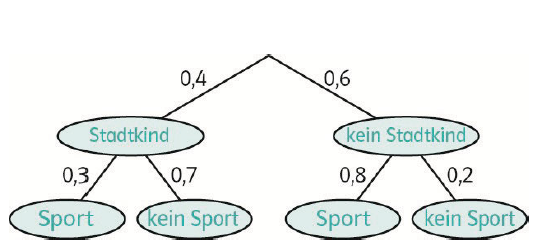 0,4 0,6
Stadtkind kein Stadtkind
0,3 0,7 0,8 0,2
Sport kein Sport Sport kein Sport